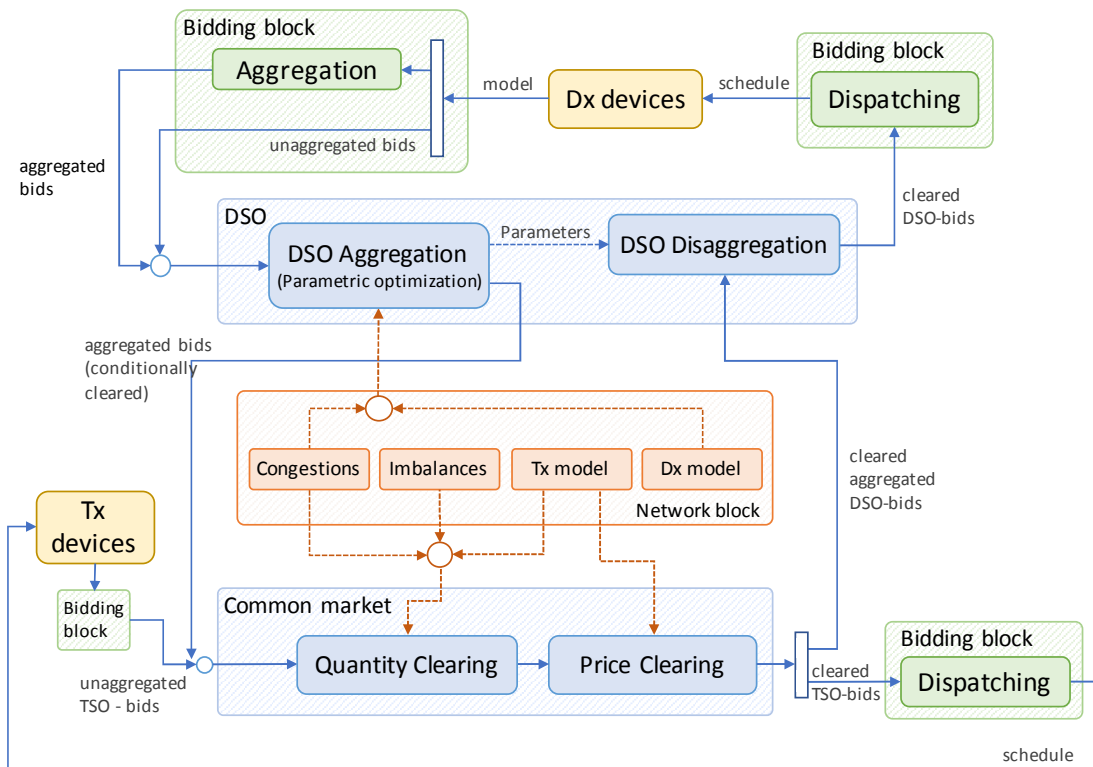 Bidding block
Aggregation
model
Dx devices
schedule
Bidding block
Dispatching
unaggregated bids
aggregated
bids
cleared
DSO-bids
DSO
DSO Aggregation
(Parametric optimization)
Parameters
DSO Disaggregation
aggregated bids
(conditionally
cleared)
Congestions
Imbalances
Tx model
Dx model
Network block
cleared
aggregated
DSO-bids
Tx
devices
Bidding
block
unaggregated
TSO - bids
Common market
Quantity Clearing
Price Clearing
cleared
TSO-bids
Bidding block
Dispatching
schedule